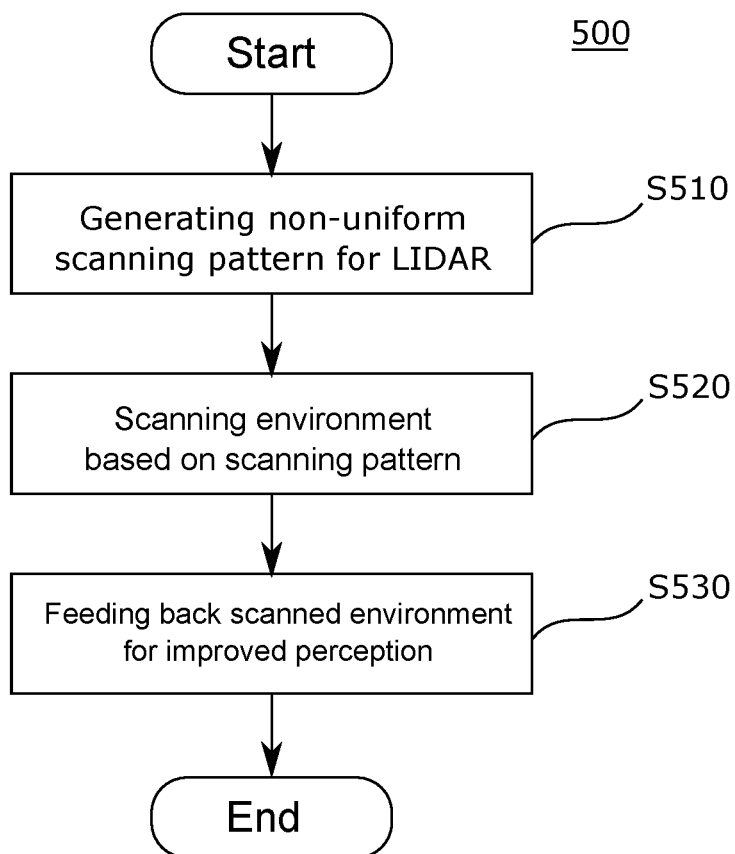 Start
500
Generating non-uniform
scanning pattern for LIDAR
S510
Scanning environment
based on scanning pattern
S520
Feeding back scanned environment
for improved perception
S530
End